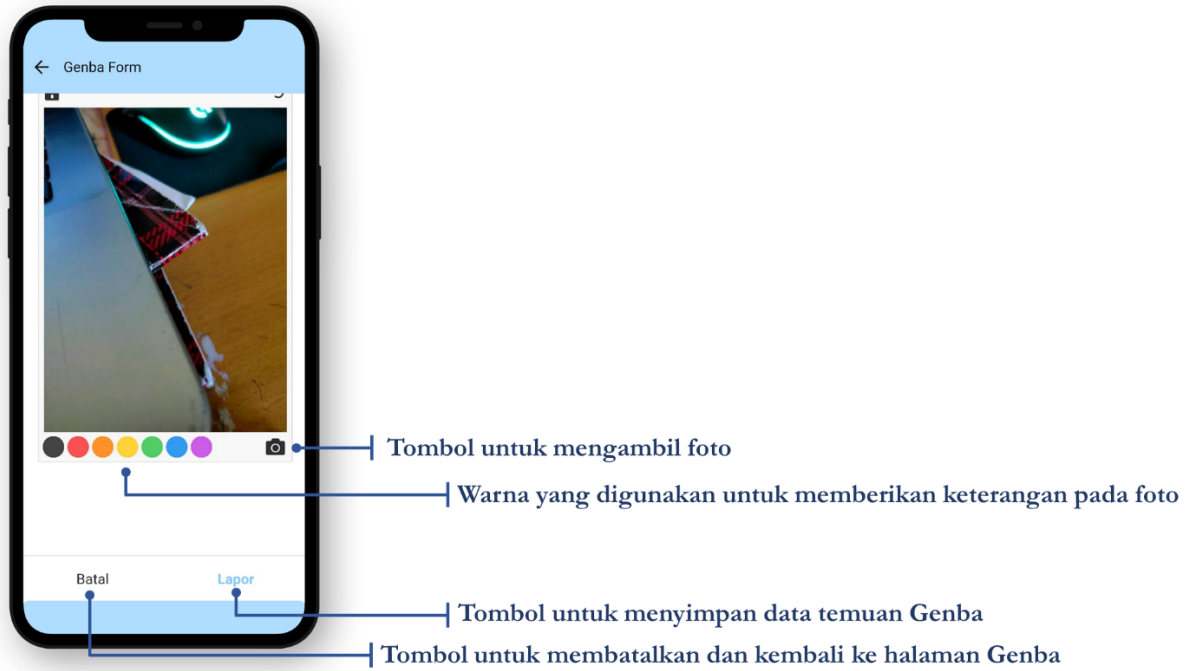 Genba Form
Tombol untuk mengambil foto
Warna yang digunakan untuk memberikan keterangan pada foto
Batal
Lapor
Tombol untuk menyimpan data temuan Genba
Tombol untuk membatalkan dan kembali ke halaman Genba